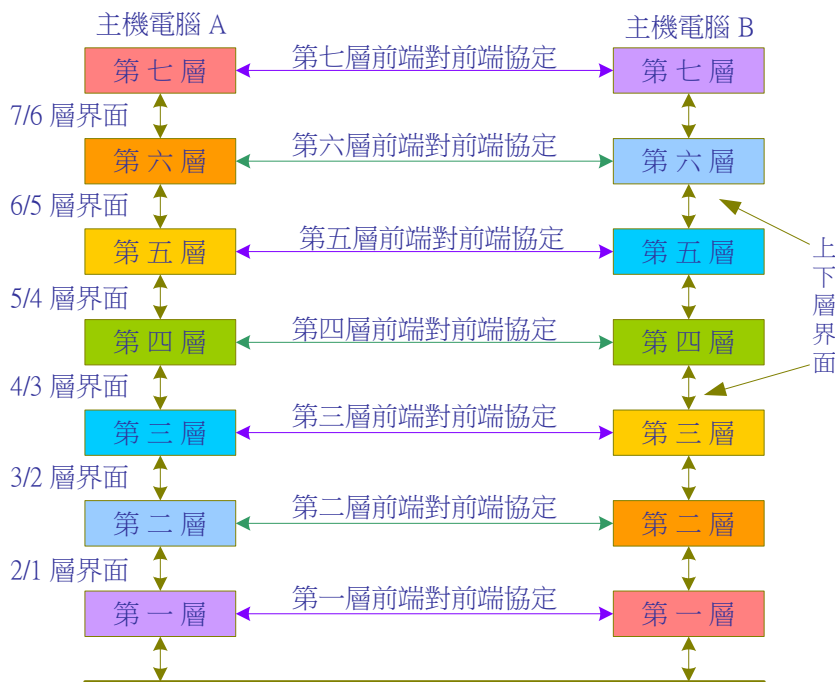 主機電腦 A
主機電腦 B
第 七 層
第七層前端對前端協定
第 七 層
7/6 層界面
第 六 層
第六層前端對前端協定
第 六 層
6/5 層界面
第 五 層
第五層前端對前端協定
第 五 層
上下層界面
5/4 層界面
第 四 層
第四層前端對前端協定
第 四 層
4/3 層界面
第 三 層
第三層前端對前端協定
第 三 層
3/2 層界面
第 二 層
第二層前端對前端協定
第 二 層
2/1 層界面
第 一 層
第一層前端對前端協定
第 一 層